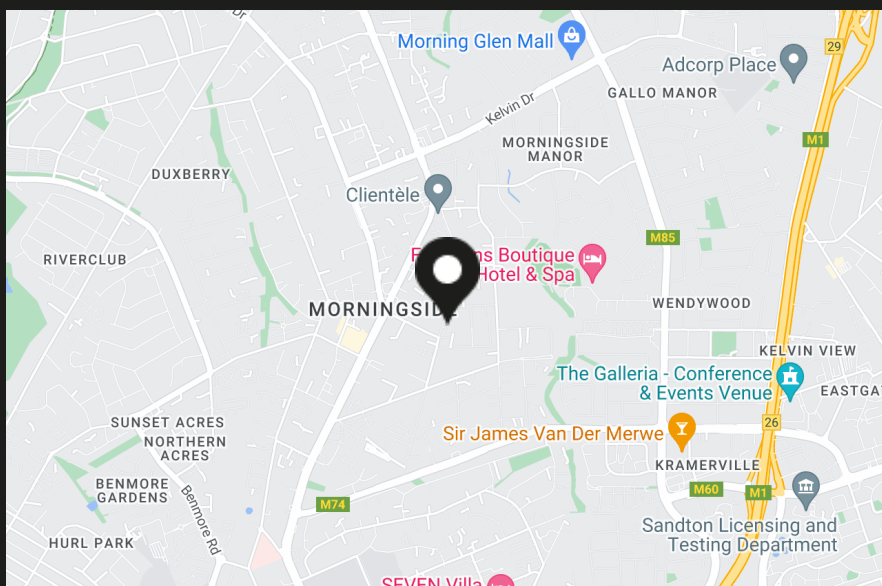 Dr
Morning Glen Mall
29
Adcorp Place
GALLO MANOR
Kelvin Dr
M1
MORNINGSIDE
MANOR
DUXBERRY
Clientèle
M85
RIVERCLUB
Boutique
Hotel & Spa
WENDYWOOD
MORNINGSIDE
KELVIN VIEW
The Galleria - Conference
& Events Venue
EASTGA
SUNSET ACRES
26
Sir James Van Der Merwe
NORTHERN
ACRES
KRAMERVILLE
BENMORE
GARDENS
M60
M1
M74
Benmore Rd
Sandton Licensing and
Testing Department
HURL PARK
SEVEN Villa